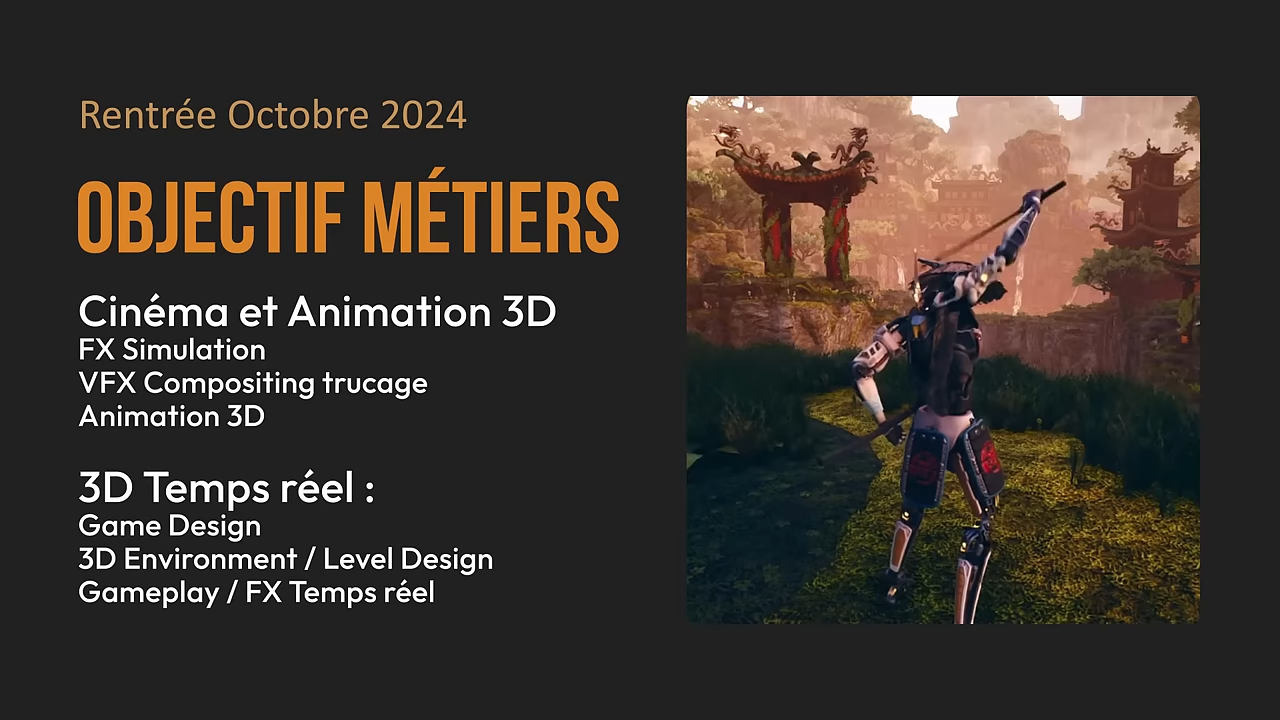 Rentrée Octobre 2024
OBJECTIF MÉTIERS
Cinéma et Animation 3D
FX Simulation
VFX Compositing trucage
Animation 3D
3D Temps réel :
Game Design
3D Environment / Level Design
Gameplay / FX Temps réel